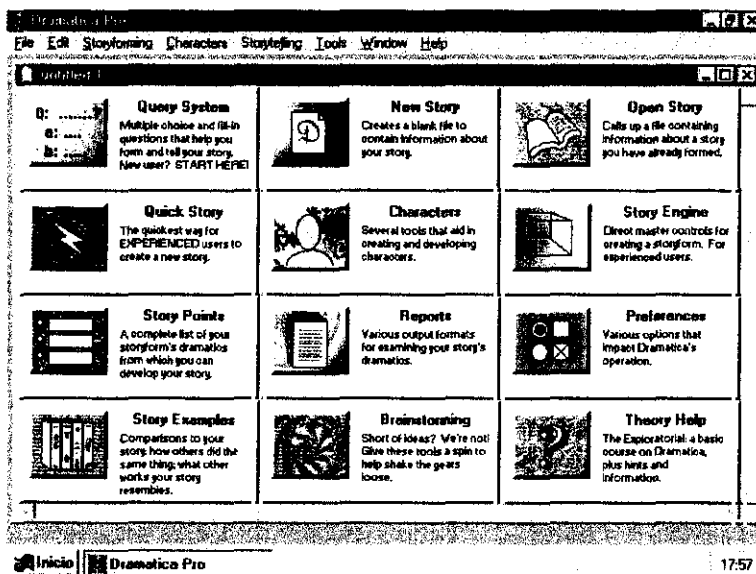 Dramatica Pro
File Edit Storyforming Characters Storytelling Tools Window Help
untitled 1
Query System
Multiple choice and fill-in
questions that help you
form and tell your story.
New user? START HERE!
New Story
Creates a blank file to
contain information about
your story.
Open Story
Calls up a file containing
information about a story
you have already formed.
Quick Story
The quickest way for
EXPERIENCED users to
create a new story.
Characters
Several tools that aid in
creating and developing
characters.
Story Engine
Direct master controls for
creating a storyform. For
experienced users.
Story Points
A complete list of your
storyform's dramatics
from which you can
develop your story.
Reports
Various output formats
for examining your story's
dramatics.
Preferences
Various options that
impact Dramatica's
operation.
Story Examples
Comparisons to your
story: how others did the
same thing; what other
works your story
resembles.
Brainstorming
Short of ideas? We're not!
Give these tools a spin to
help shake the gears
loose.
Theory Help
The Exploratorial: a basic
course on Dramatica,
plus hints and
information.
Q: ........?
a: ....
b: ....
Inicio Dramatica Pro 17:57